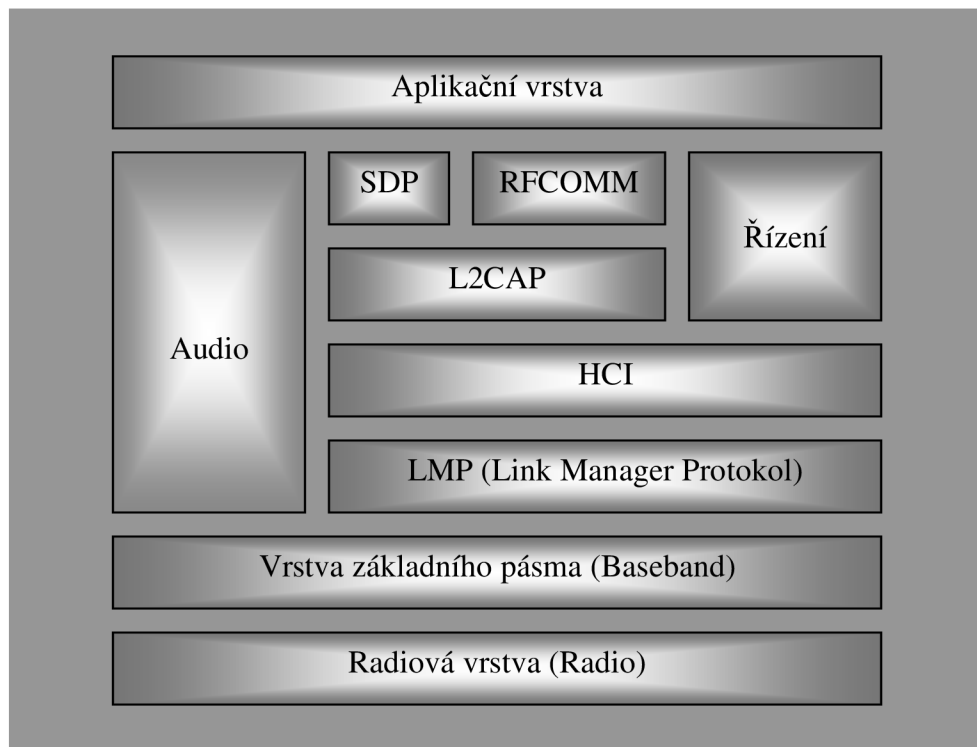 Aplikační vrstva
SDP
RFCOMM
Řízení
L2CAP
Audio
HCI
LMP (Link Manager Protokol)
Vrstva základního pásma (Baseband)
Radiová vrstva (Radio)